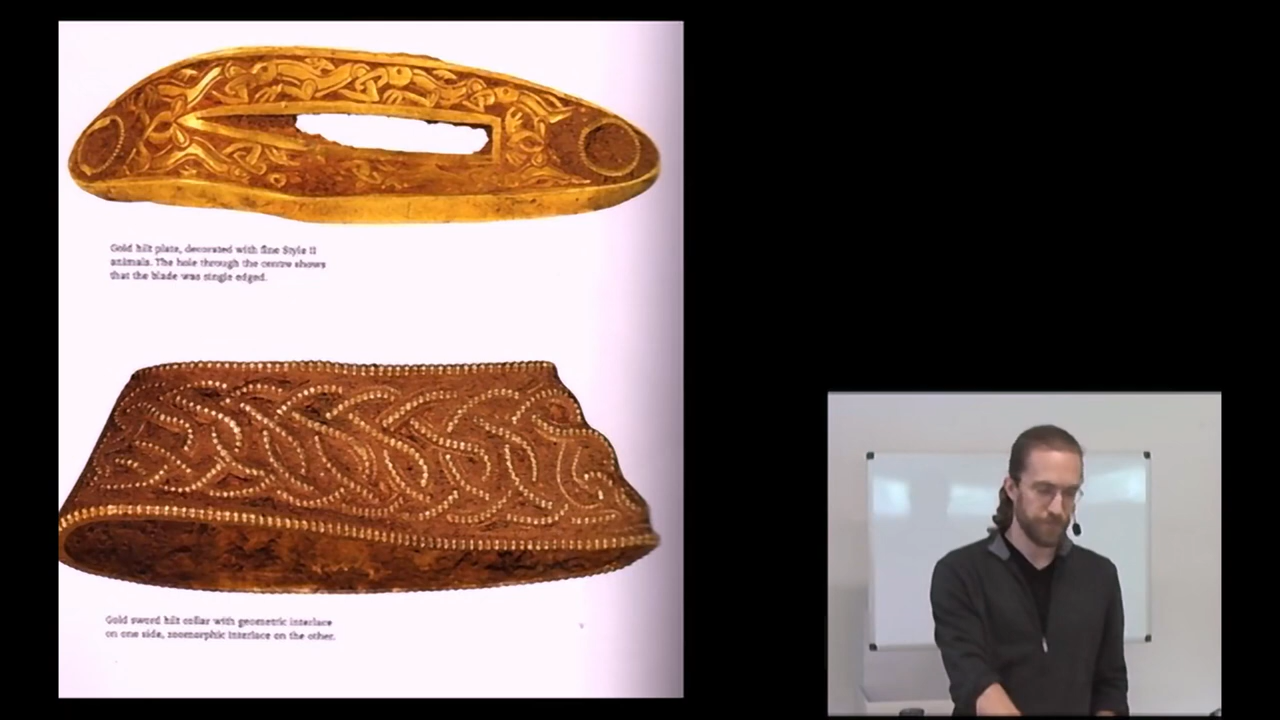 Gold hilt plate, decorated with fine Style II
animals. The hole through the centre shows
that the blade was single edged.
Gold sword hilt collar with geometric interlace
on one side, zoomorphic interlace on the other.